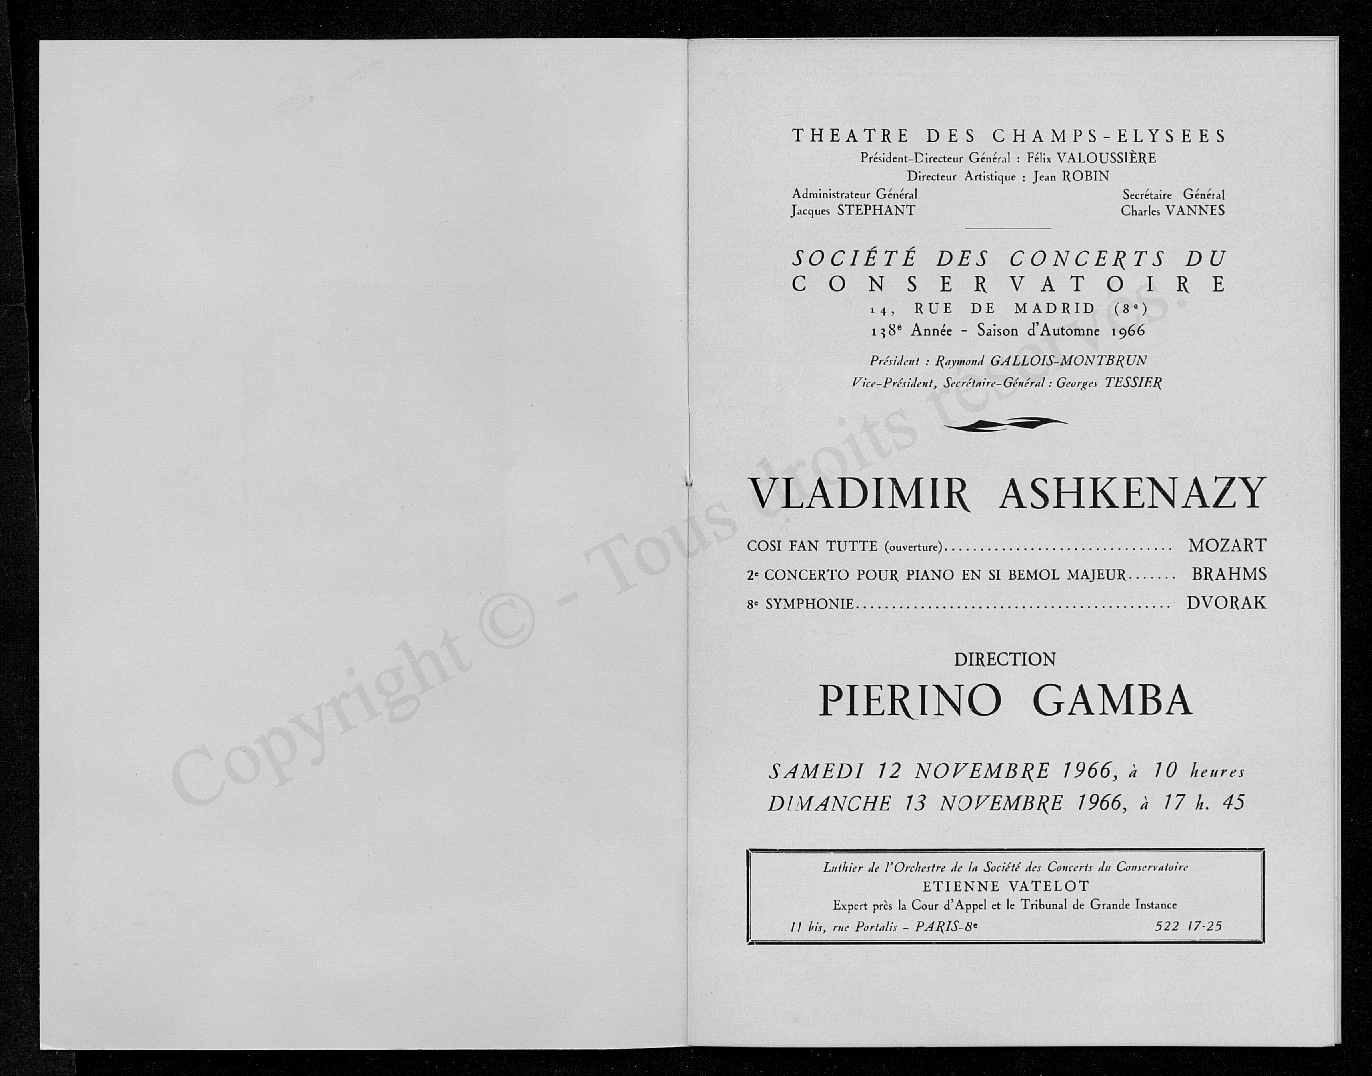 THEATRE DES CHAMPS-ELYSEES
Président-Directeur Général : Félix VALOUSSIÈRE
Directeur Artistique : Jean ROBIN
Administrateur Général Secrétaire Général
Jacques STEPHANT Charles VANNES
SOCIÉTÉ DES CONCERTS DU
CONSERVATOIRE
14, RUE DE MADRID (8e)
138e Année - Saison d'Automne 1966
Président : Raymond GALLOIS-MONTBRUN
Vice-Président, Secrétaire-Général : Georges TESSIER
VLADIMIR ASHKENAZY
COSI FAN TUTTE (ouverture)................................ MOZART
2e CONCERTO POUR PIANO EN SI BEMOL MAJEUR....... BRAHMS
8e SYMPHONIE............................................ DVORAK
DIRECTION
PIERINO GAMBA
SAMEDI 12 NOVEMBRE 1966, à 10 heures
DIMANCHE 13 NOVEMBRE 1966, à 17 h. 45
Luthier de l'Orchestre de la Société des Concerts du Conservatoire
ETIENNE VATELOT
Expert près la Cour d'Appel et le Tribunal de Grande Instance
11 bis, rue Portalis - PARIS-8e 522 17-25
Copyright © - Tous droits réservés.